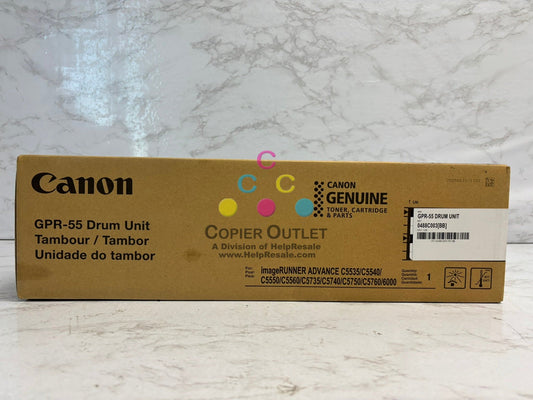 Canon
GPR-55 Drum Unit
Tambour / Tambor
Unidade do tambor
C
C C
COPIER OUTLET
A Division of HelpResale
www.HelpResale.com
CANON
GENUINE
TONER, CARTRIDGE
& PARTS
imageRUNNER ADVANCE C5535/C5540/
C5550/C5560/C5735/C5740/C5750/C5760/6000
1
GPR-55 DRUM UNIT
0488C003[BB]